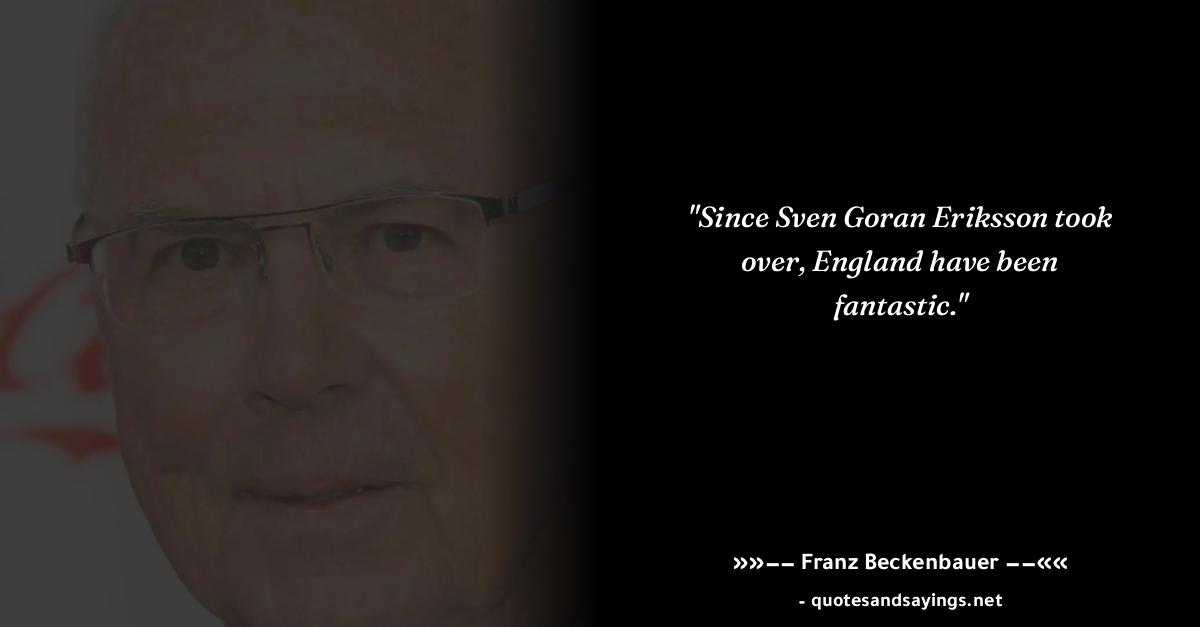 "Since Sven Goran Eriksson took
over, England have been
fantastic."
»»−− Franz Beckenbauer −−««
- quotesandsayings.net